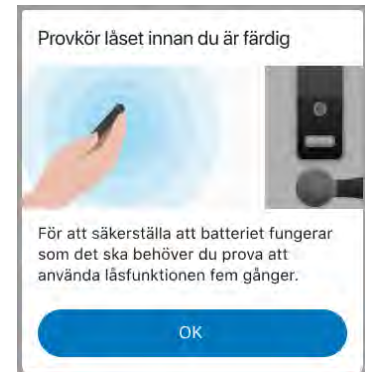 Provkör låset innan du är färdig
För att säkerställa att batteriet fungerar
som det ska behöver du prova att
använda låsfunktionen fem gånger.
OK